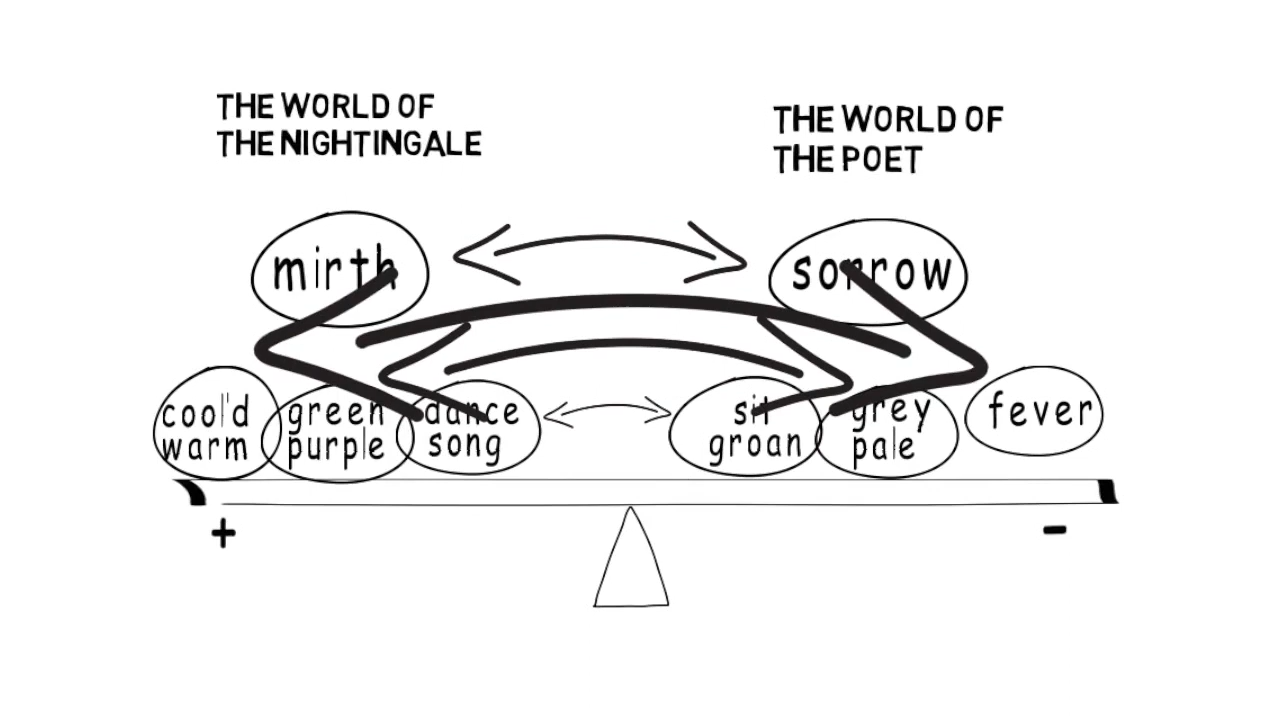 THE WORLD OF
THE NIGHTINGALE
THE WORLD OF
THE POET
mirth
sorrow
cool'd
warm
green
purple
dance
song
sit
groan
grey
pale
fever
+
-